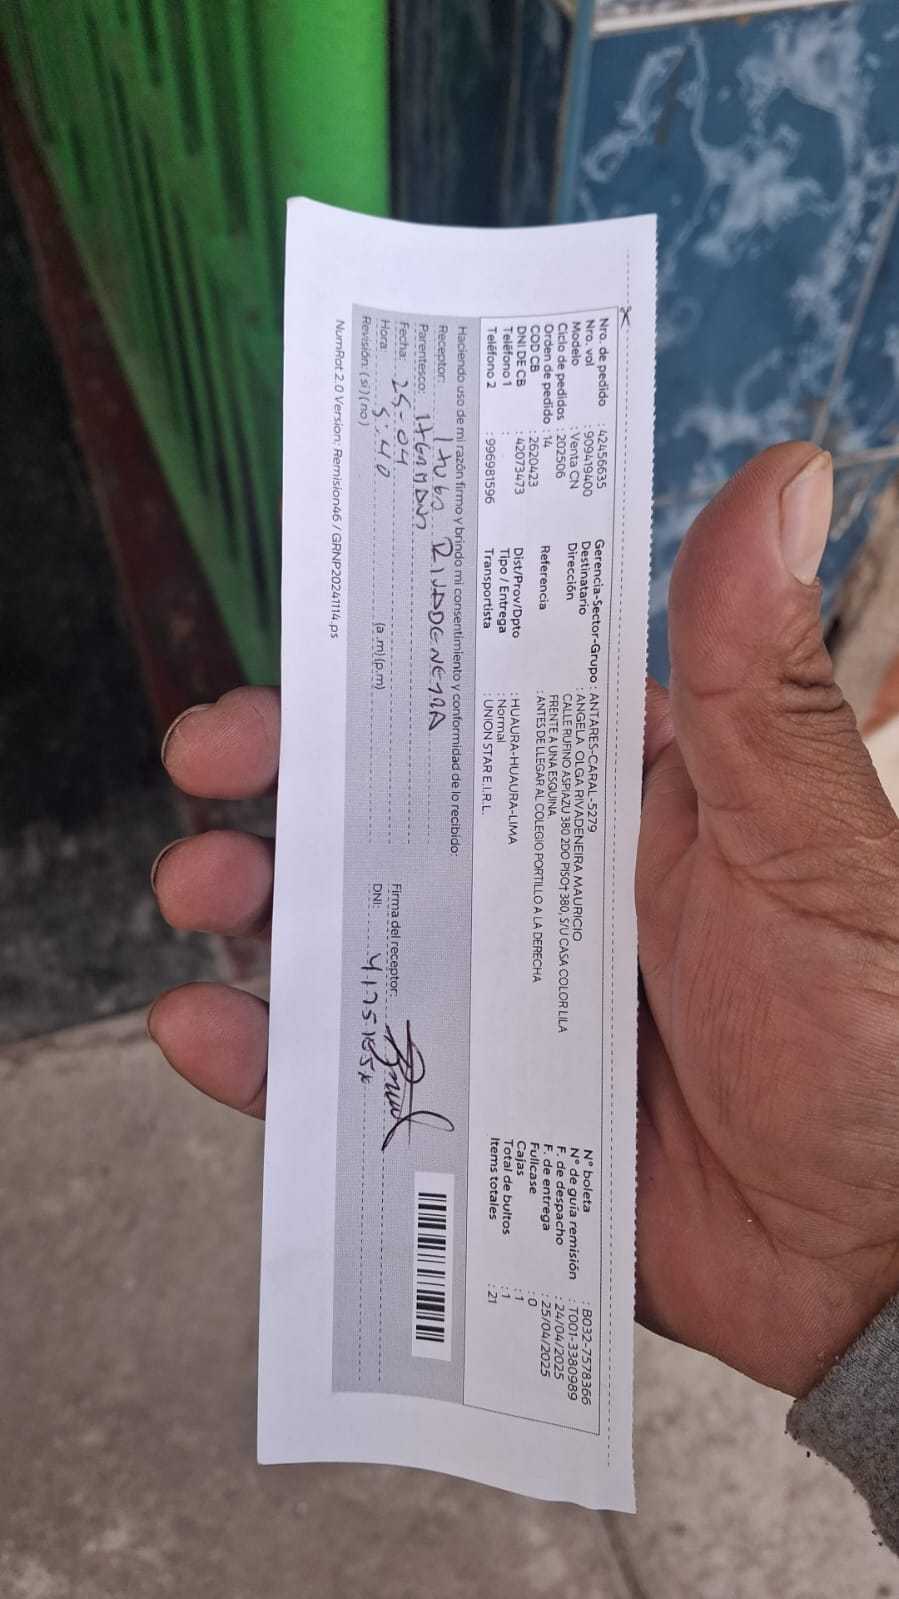 Nro. de pedido : 42456635
Nro. vol : 909419400
Modelo : Venta CN
Ciclo de pedidos : 202506
Orden de pedido : 14
COD CB : 2620423
DNI DE CB : 42073473
Teléfono 1 :
Teléfono 2 : 996981596
Gerencia-Sector-Grupo : ANTARES-CARAL-5279
Destinatario : ANGELA OLGA RIVADENEIRA MAURICIO
Dirección : CALLE RUFINO ASPIAZU 380 2DO PISO† 380, S/U CASA COLOR LILA
FRENTE A UNA ESQUINA
Referencia : ANTES DE LLEGAR AL COLEGIO PORTILLO A LA DERECHA
Dist/Prov/Dpto : HUAURA-HUAURA-LIMA
Tipo / Entrega : Normal
Transportista : UNION STAR E.I.R.L.
N° boleta : B032-7578366
N° de guía remisión : T001-3380989
F. de despacho : 24/04/2025
F. de entrega : 25/04/2025
Fullcase : 0
Cajas : 1
Total de bultos : 1
Items totales : 21
Haciendo uso de mi razón firmo y brindo mi consentimiento y conformidad de lo recibido:
Receptor: RIVADENEIRA
Parentesco:
Fecha: 25-04
Hora: 5:40 (a.m)(p.m)
Revisión: (si)(no)
Firma del receptor:
DNI:
NumRot 2.0 Version: Remision46 / GRNP20241114.ps